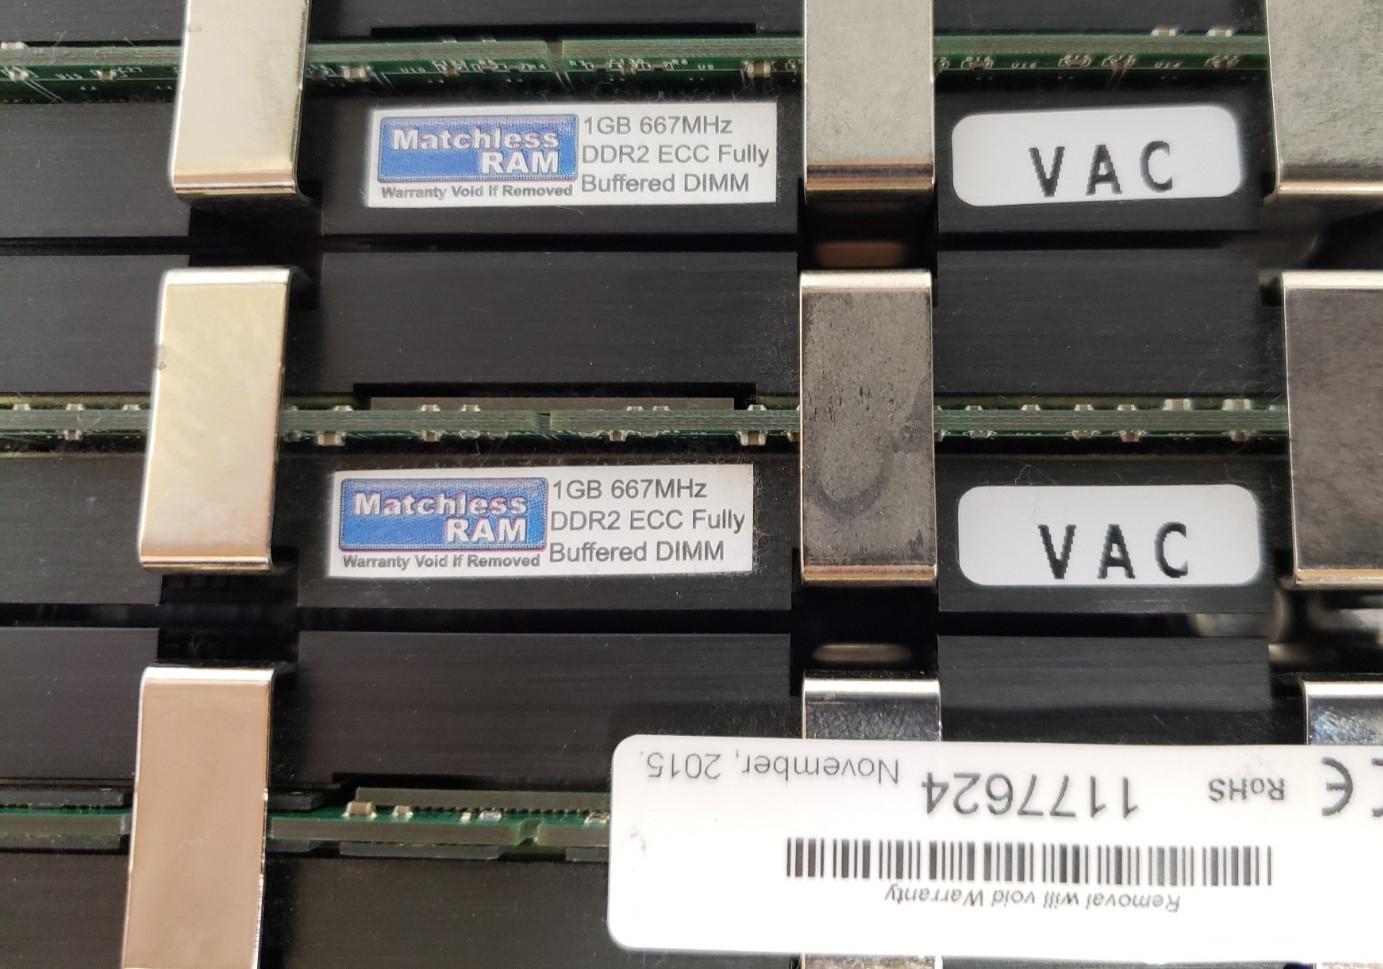 Matchless
RAM
Warranty Void If Removed
1GB 667MHz
DDR2 ECC Fully
Buffered DIMM
VAC
Matchless
RAM
Warranty Void If Removed
1GB 667MHz
DDR2 ECC Fully
Buffered DIMM
VAC
Removal will void Warranty
CE RoHS 1177624 November, 2015.